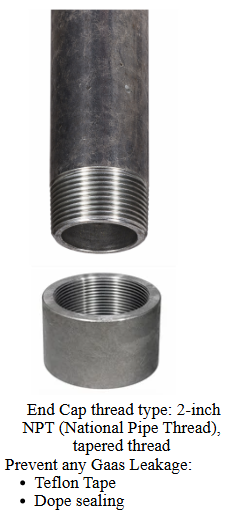 End Cap thread type: 2-inch
NPT (National Pipe Thread),
tapered thread
Prevent any Gaas Leakage:
• Teflon Tape
• Dope sealing